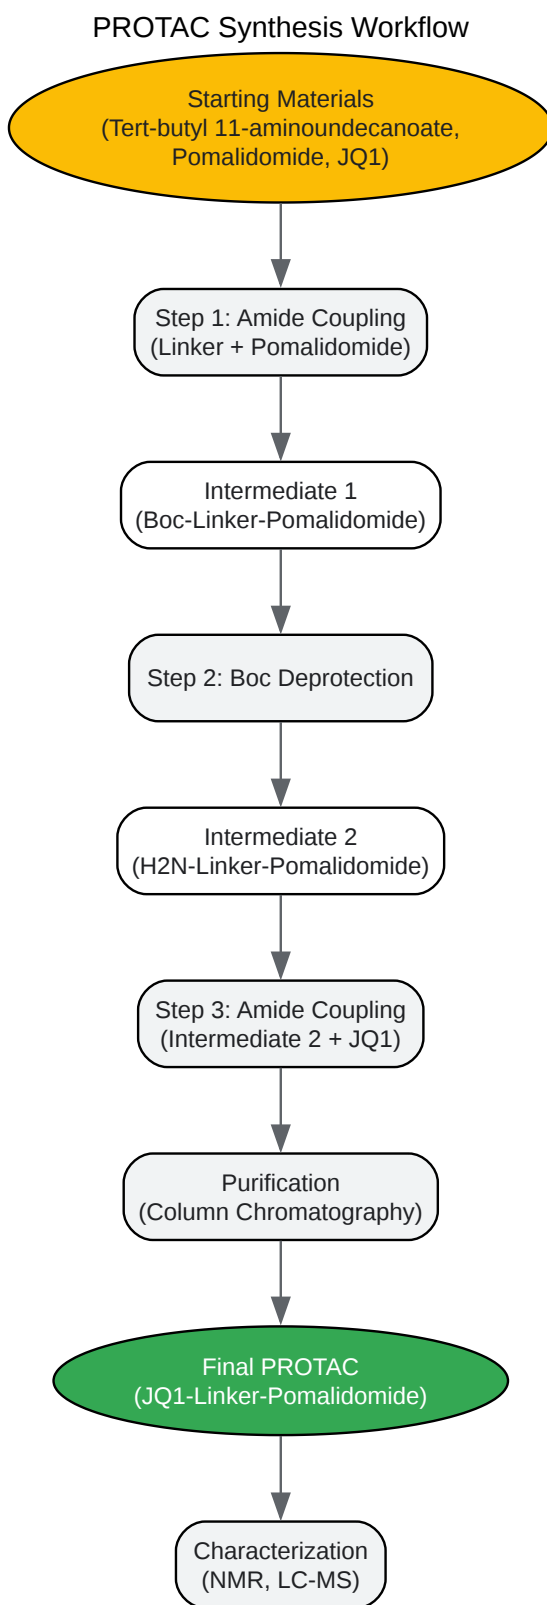 PROTAC Synthesis Workflow
Starting Materials
(Tert-butyl 11-aminoundecanoate,
Pomalidomide, JQ1)
Step 1: Amide Coupling
(Linker + Pomalidomide)
Intermediate 1
(Boc-Linker-Pomalidomide)
Step 2: Boc Deprotection
Intermediate 2
(H2N-Linker-Pomalidomide)
Step 3: Amide Coupling
(Intermediate 2 + JQ1)
Purification
(Column Chromatography)
Final PROTAC
(JQ1-Linker-Pomalidomide)
Characterization
(NMR, LC-MS)